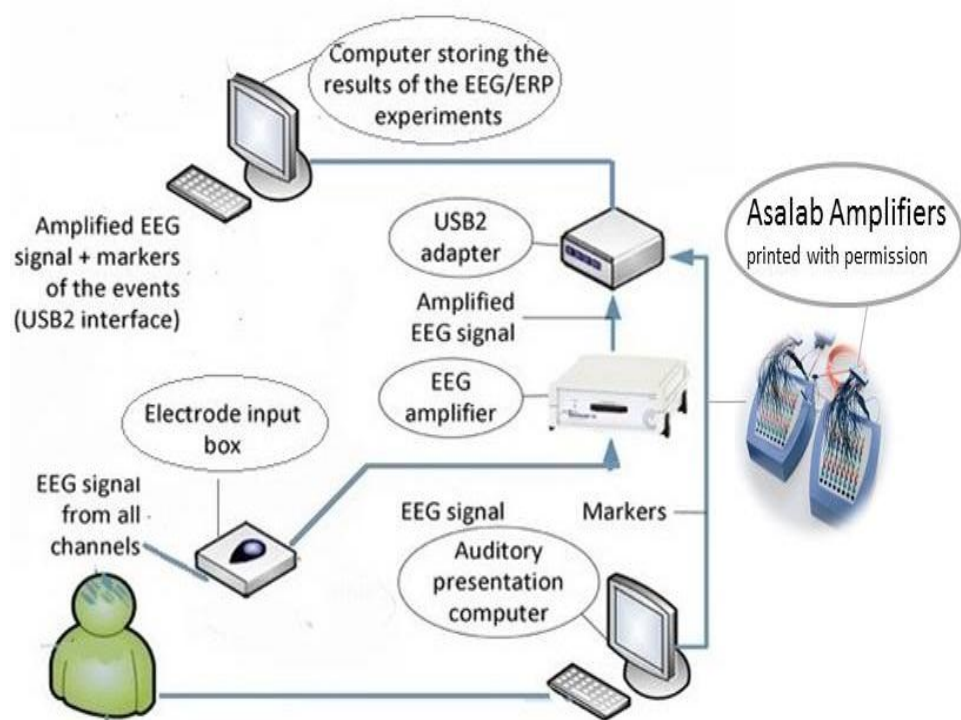 Computer storing the
results of the EEG/ERP
experiments
Amplified EEG
signal + markers
of the events
(USB2 interface)
USB2
adapter
Asalab Amplifiers
printed with permission
Amplified
EEG signal
EEG
amplifier
Electrode input
box
EEG signal
from all
channels
EEG signal
Markers
Auditory
presentation
computer